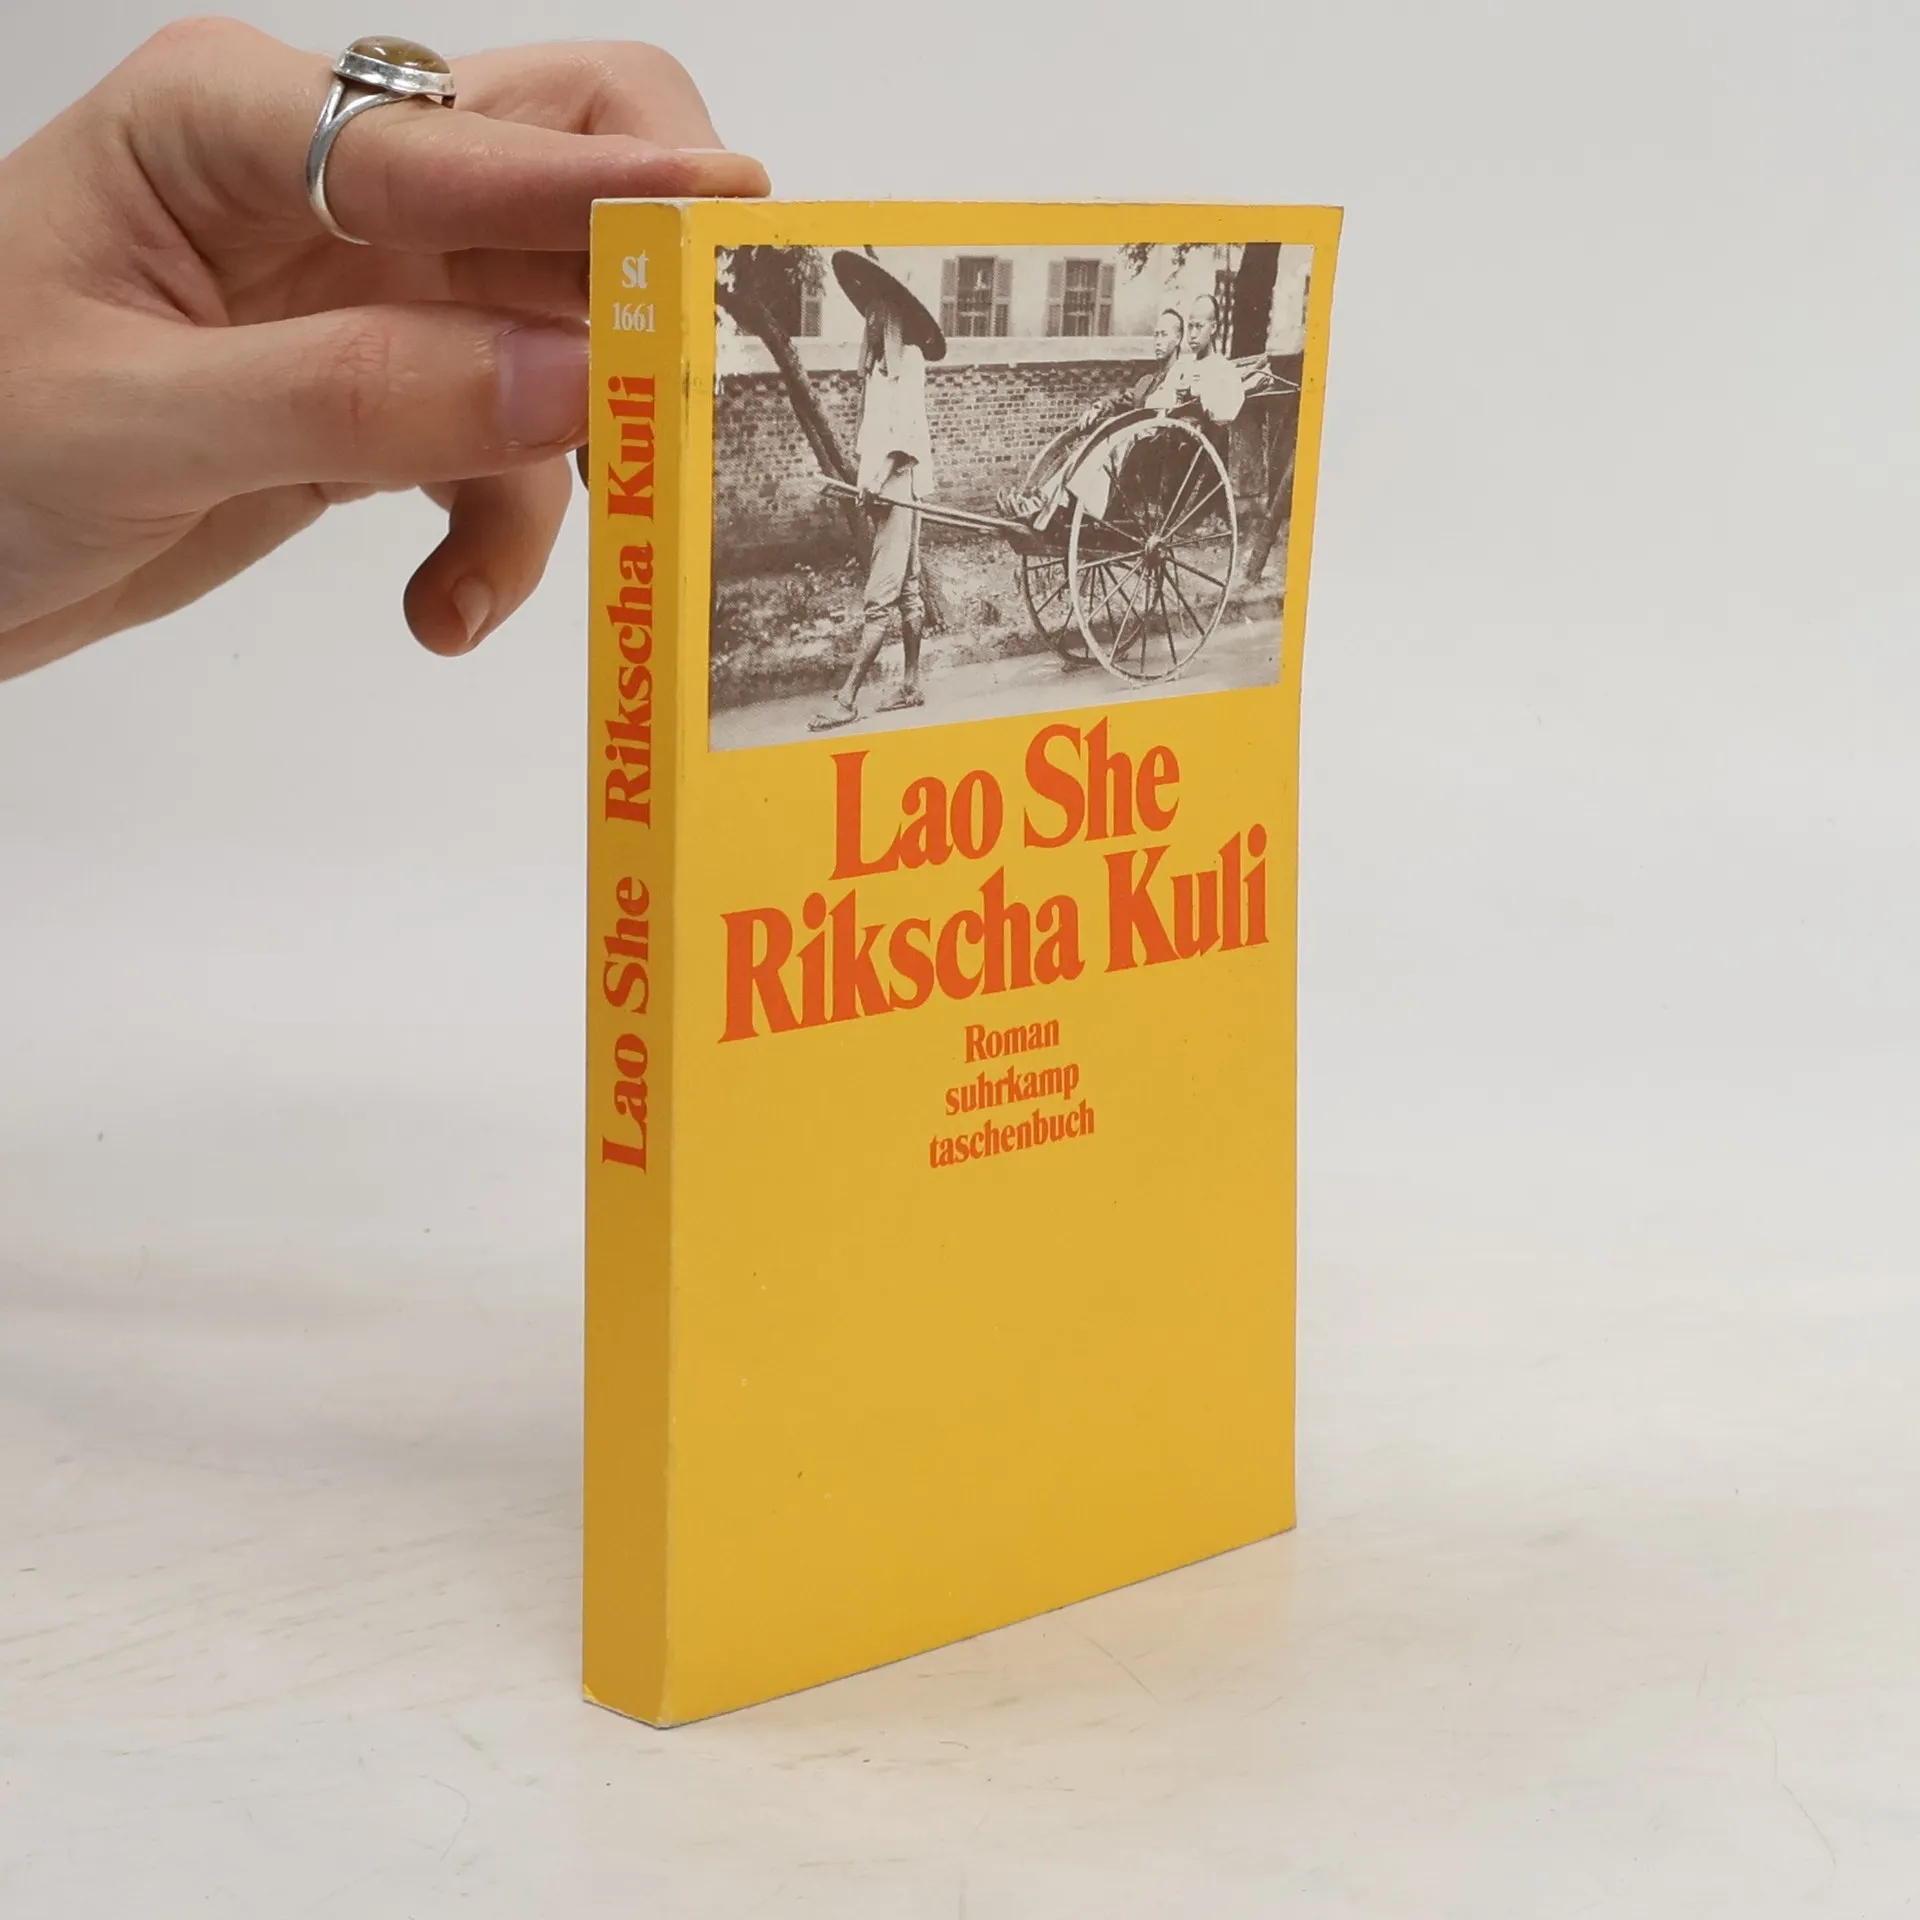 st
1661
Lao She Rikscha Kuli
Lao She
Rikscha Kuli
Roman
suhrkamp
taschenbuch